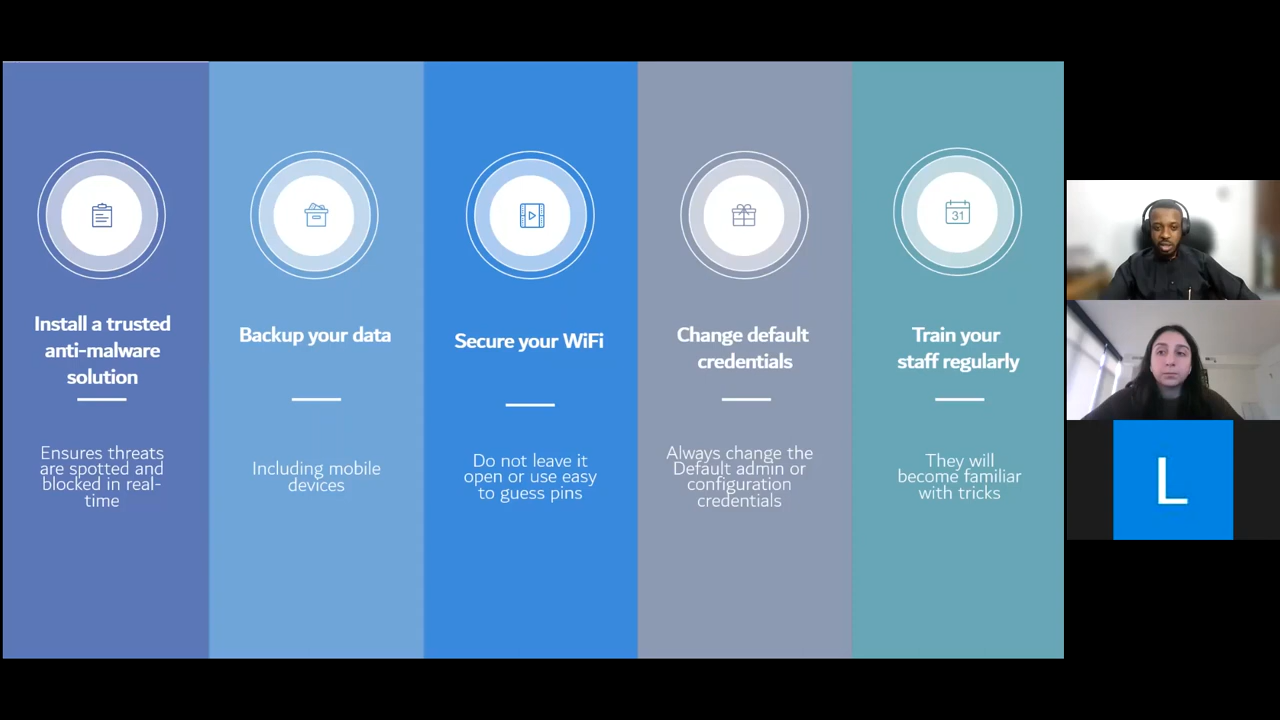 Install a trusted
anti-malware
solution
Ensures threats
are spotted and
blocked in real-
time
Backup your data
Including mobile
devices
Secure your WiFi
Do not leave it
open or use easy
to guess pins
Change default
credentials
Always change the
Default admin or
configuration
credentials
31
Train your
staff regularly
They will
become familiar
with tricks
L